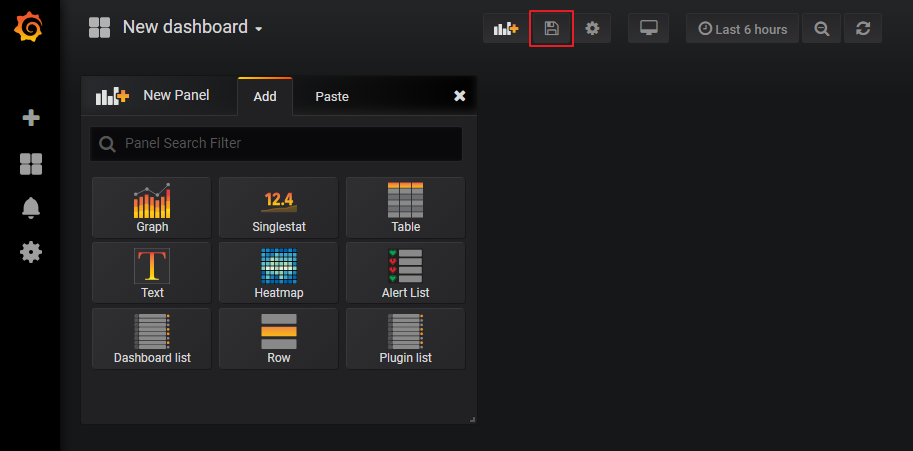 New dashboard
Last 6 hours
New Panel
Add
Paste
Panel Search Filter
12.4
Graph
Singlestat
Table
T
Text
Heatmap
Alert List
Dashboard list
Row
Plugin list